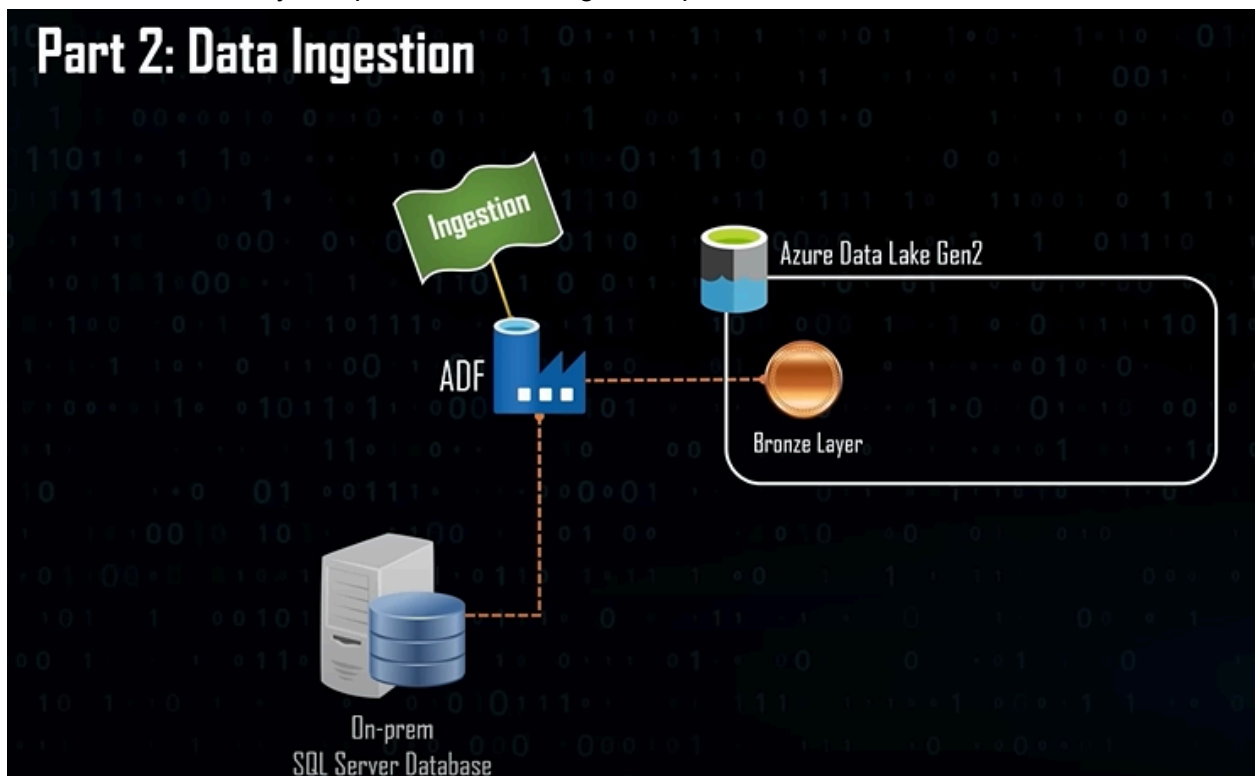 Part 2: Data Ingestion
Ingestion
Azure Data Lake Gen2
ADF
Bronze Layer
On-prem
SQL Server Database